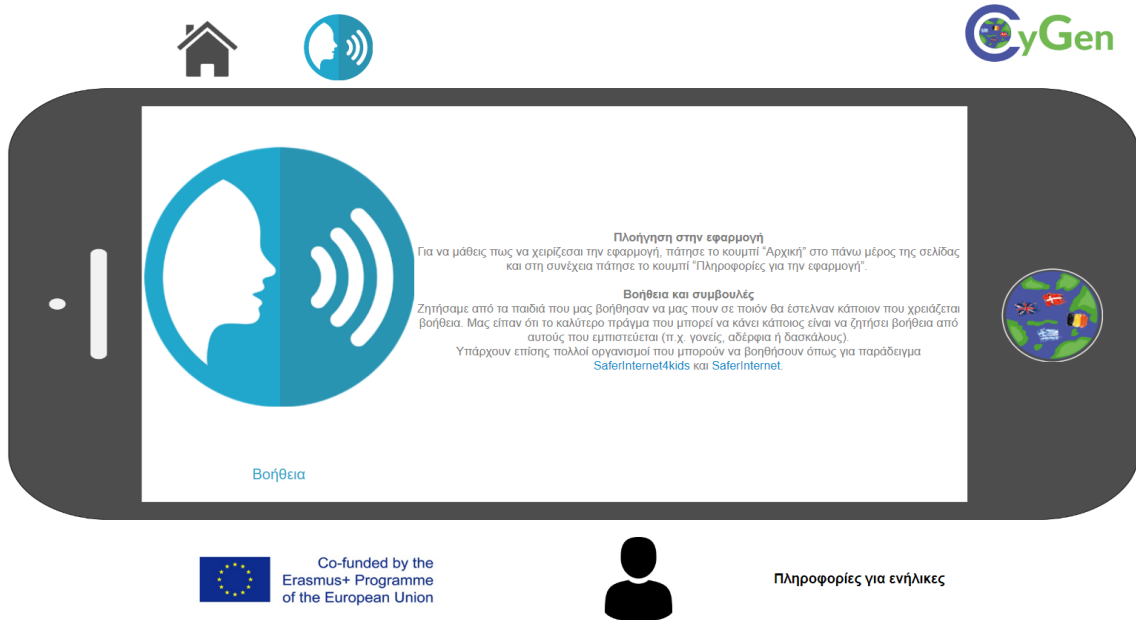 CyGen
Πλοήγηση στην εφαρμογή
Για να μάθεις πως να χειρίζεσαι την εφαρμογή, πάτησε το κουμπί “Αρχική” στο πάνω μέρος της σελίδας
και στη συνέχεια πάτησε το κουμπί “Πληροφορίες για την εφαρμογή”.
Βοήθεια και συμβουλές
Ζητήσαμε από τα παιδιά που μας βοήθησαν να μας πουν σε ποιόν θα έστελναν κάποιον που χρειάζεται
βοήθεια. Μας είπαν ότι το καλύτερο πράγμα που μπορεί να κάνει κάποιος είναι να ζητήσει βοήθεια από
αυτούς που εμπιστεύεται (π.χ. γονείς, αδέρφια ή δασκάλους).
Υπάρχουν επίσης πολλοί οργανισμοί που μπορούν να βοηθήσουν όπως για παράδειγμα
SaferInternet4kids και SaferInternet.
Βοήθεια
Co-funded by the
Erasmus+ Programme
of the European Union
Πληροφορίες για ενήλικες